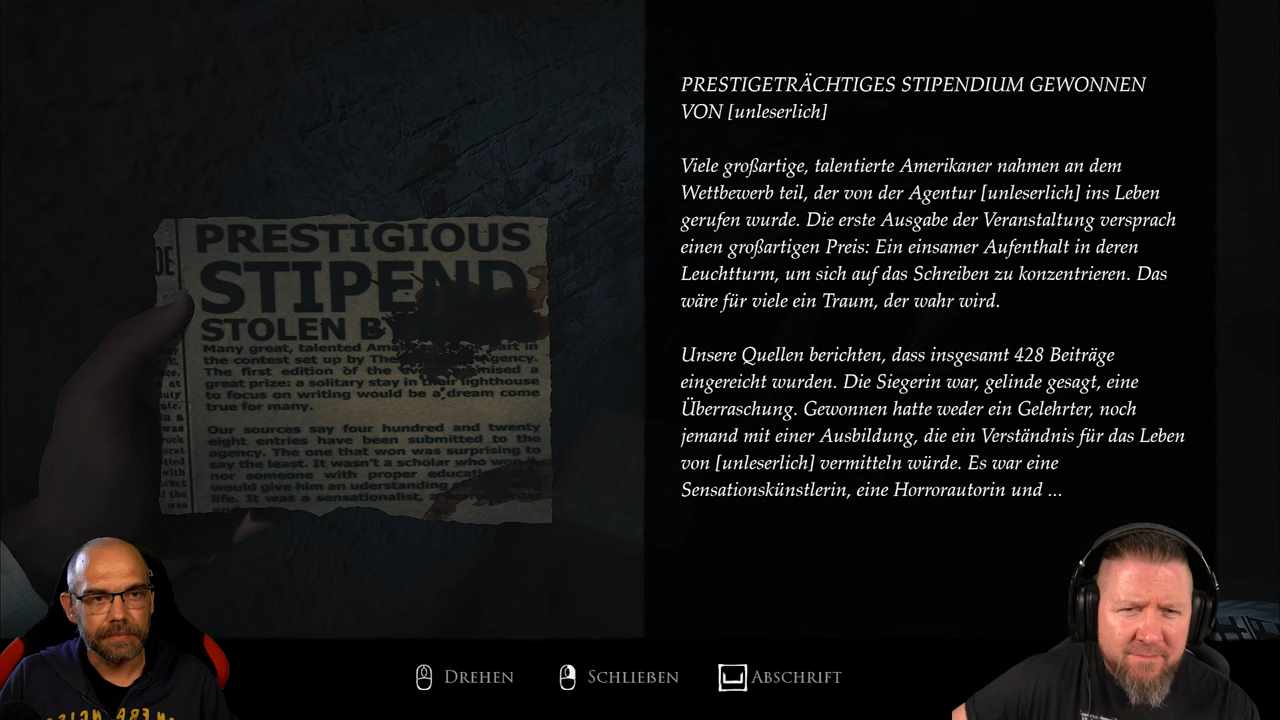 PRESTIGIOUS
STIPEND
STOLEN B
Many great, talented part in
the contest set up by The gency.
The first edition of the mised a
great prize: a solitary stay in their lighthouse
to focus on writing would be a dream come
true for many.
Our sources say four hundred and twenty
eight entries have been submitted to the
agency. The one that won was surprising to
say the least. It wasn't a scholar who won it
nor someone with proper
would give him an understanding
life. It was a sensationalist, a
PRESTIGETRÄCHTIGES STIPENDIUM GEWONNEN
VON [unleserlich]
Viele großartige, talentierte Amerikaner nahmen an dem
Wettbewerb teil, der von der Agentur [unleserlich] ins Leben
gerufen wurde. Die erste Ausgabe der Veranstaltung versprach
einen großartigen Preis: Ein einsamer Aufenthalt in deren
Leuchtturm, um sich auf das Schreiben zu konzentrieren. Das
wäre für viele ein Traum, der wahr wird.
Unsere Quellen berichten, dass insgesamt 428 Beiträge
eingereicht wurden. Die Siegerin war, gelinde gesagt, eine
Überraschung. Gewonnen hatte weder ein Gelehrter, noch
jemand mit einer Ausbildung, die ein Verständnis für das Leben
von [unleserlich] vermitteln würde. Es war eine
Sensationskünstlerin, eine Horrorautorin und ...
DREHEN SCHLIEẞEN ABSCHRIFT